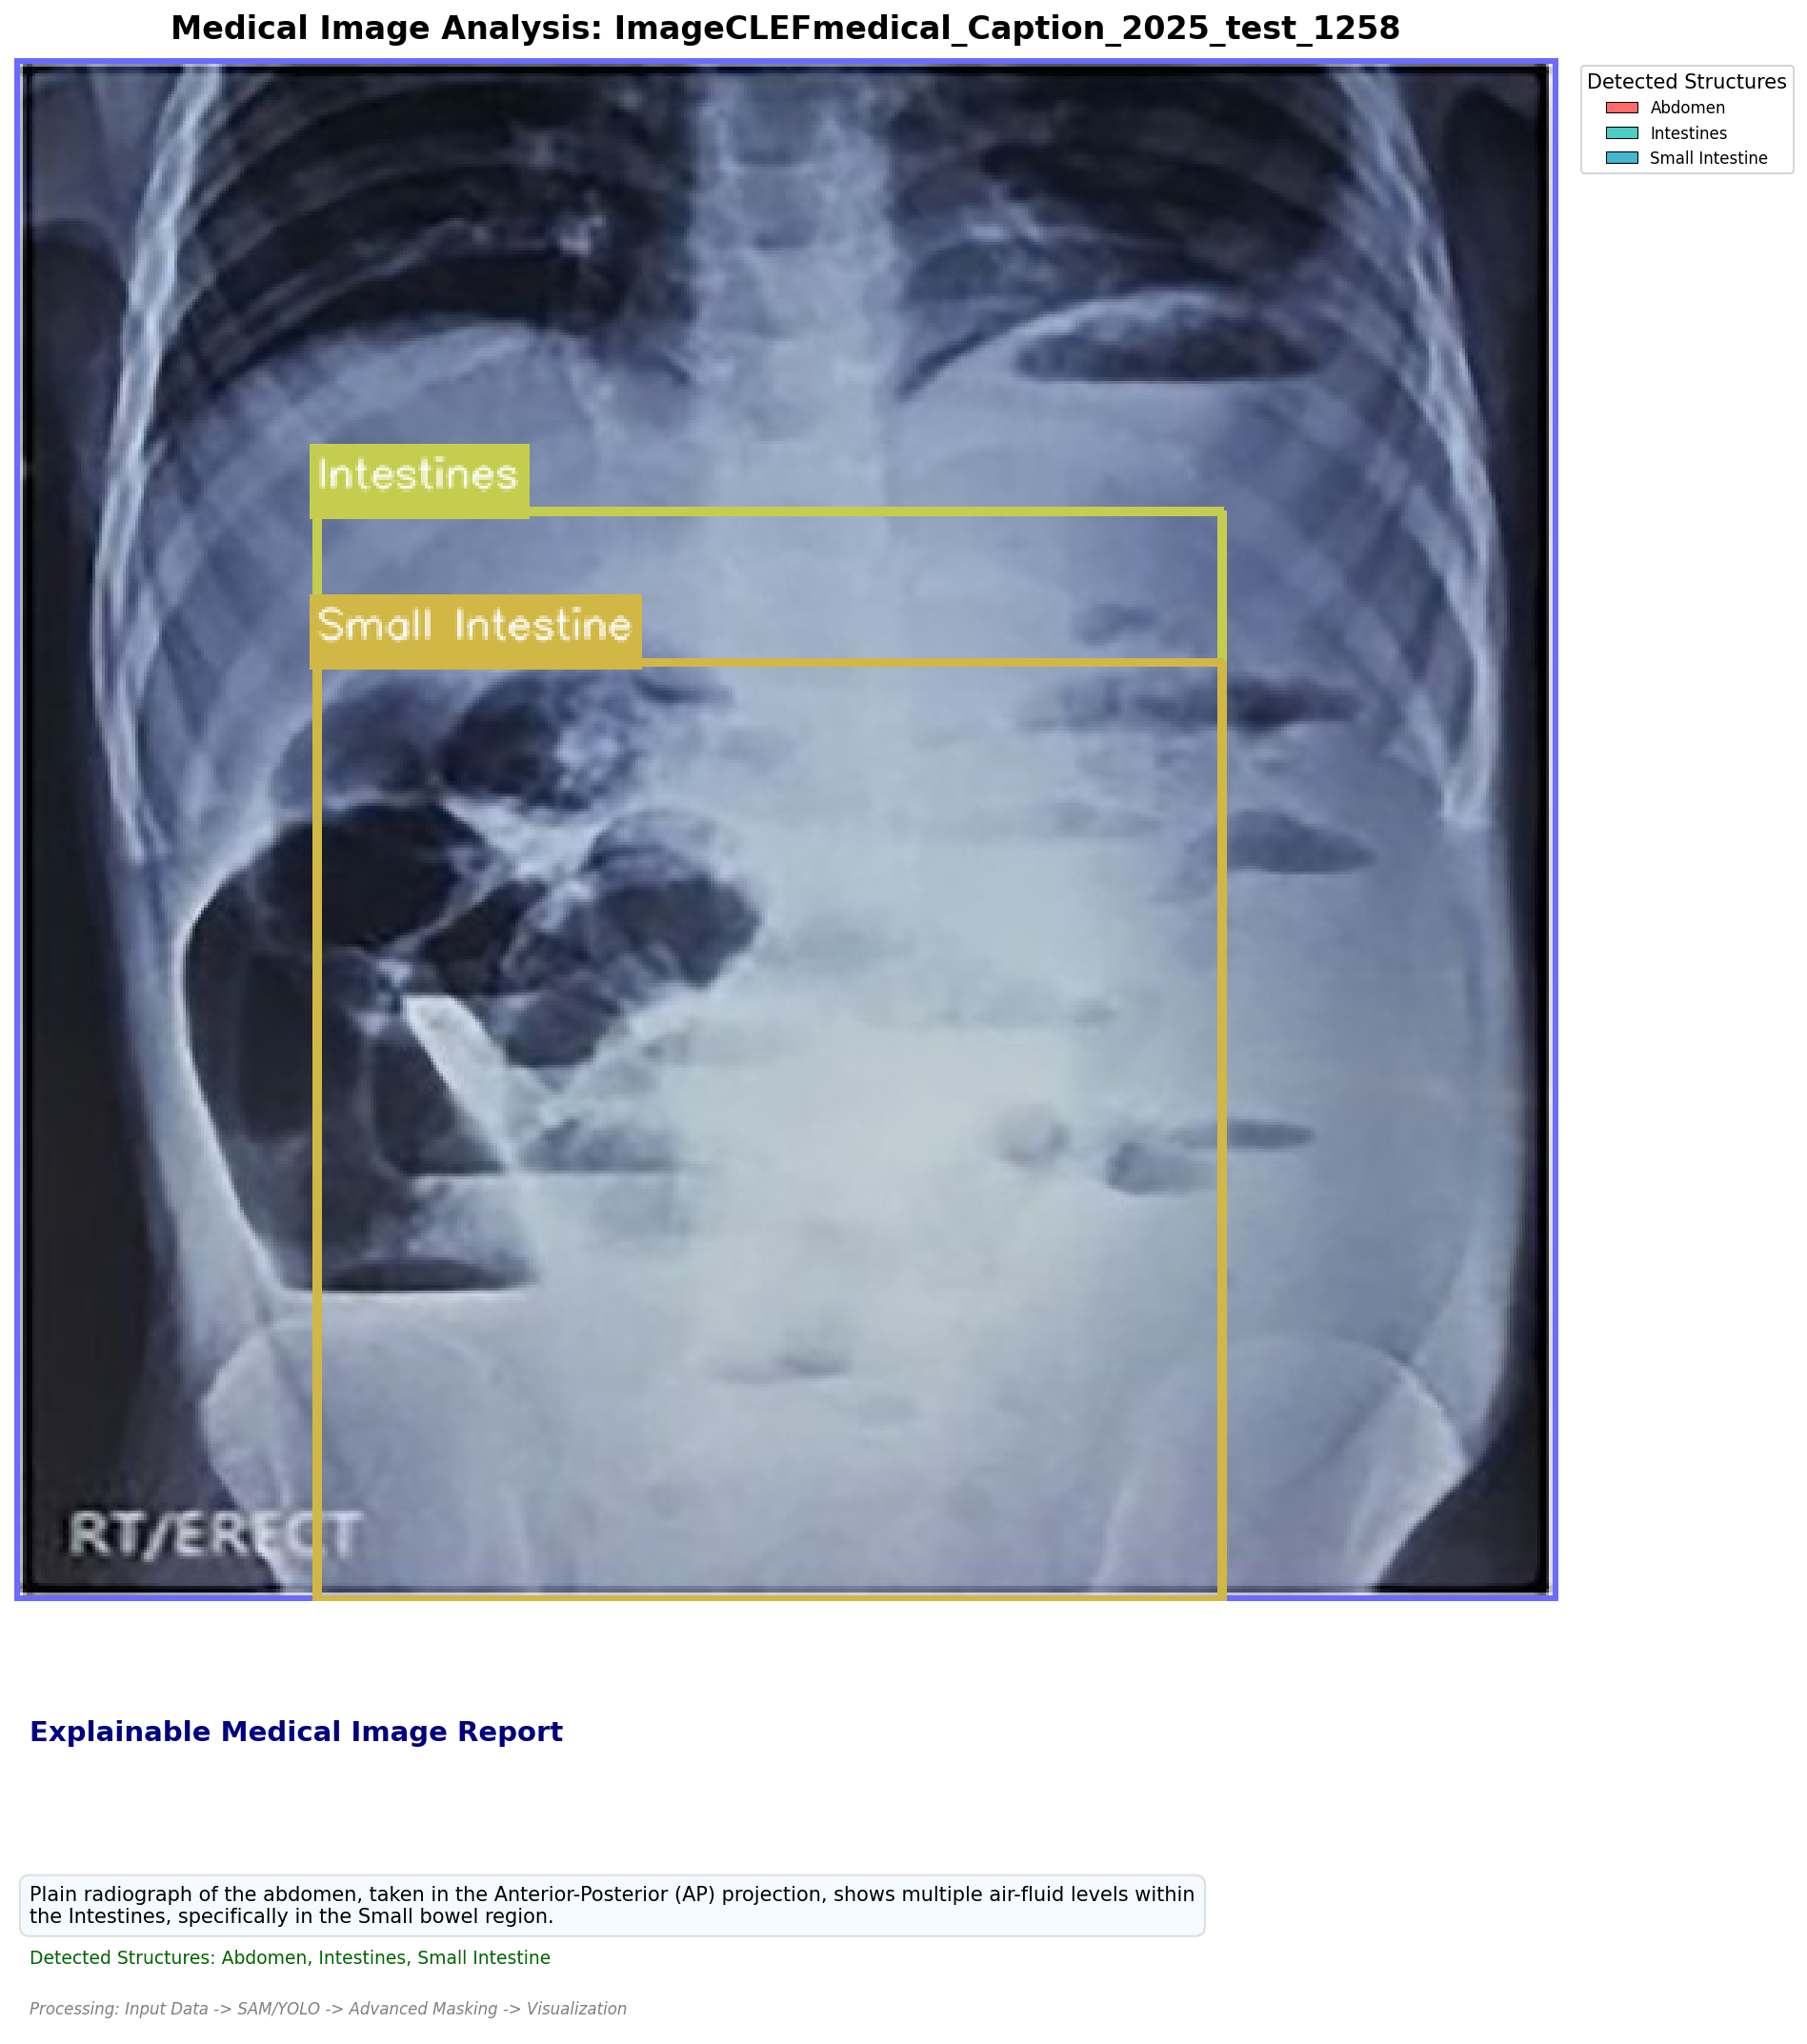 Medical Image Analysis: ImageCLEFmedical_Caption_2025_test_1258
Detected Structures
Abdomen
Intestines
Small Intestine
Intestines
Small Intestine
RT/ERECT
Explainable Medical Image Report
Plain radiograph of the abdomen, taken in the Anterior-Posterior (AP) projection, shows multiple air-fluid levels within
the Intestines, specifically in the Small bowel region.
Detected Structures: Abdomen, Intestines, Small Intestine
Processing: Input Data -> SAM/YOLO -> Advanced Masking -> Visualization